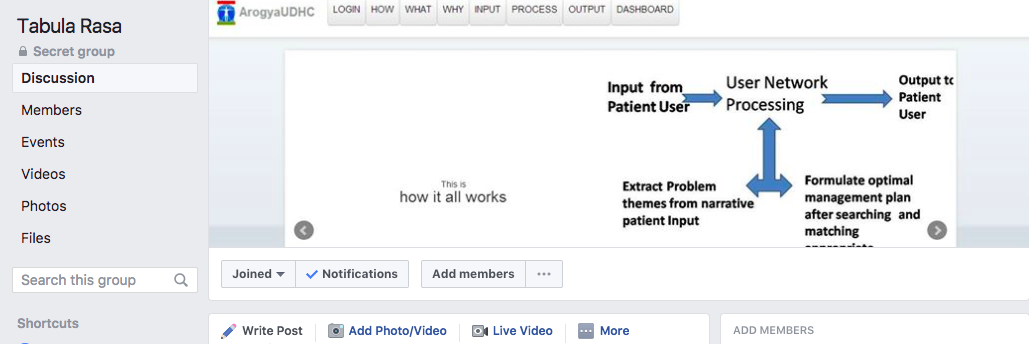 Tabula Rasa
Secret group
Discussion
Members
Events
Videos
Photos
Files
Search this group
Shortcuts
ArogyaUDHC
LOGIN HOW WHAT WHY INPUT PROCESS OUTPUT DASHBOARD
This is
how it all works
Input from
Patient User
User Network
Processing
Output to
Patient
User
Extract Problem
themes from narrative
patient Input
Formulate optimal
management plan
after searching and
matching
appropriate
Joined
Notifications
Add members
Write Post
Add Photo/Video
Live Video
More
ADD MEMBERS